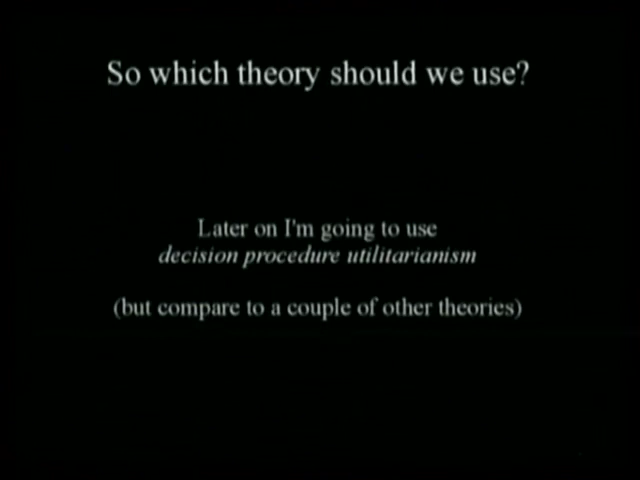 So which theory should we use?
Later on I'm going to use
decision procedure utilitarianism
(but compare to a couple of other theories)